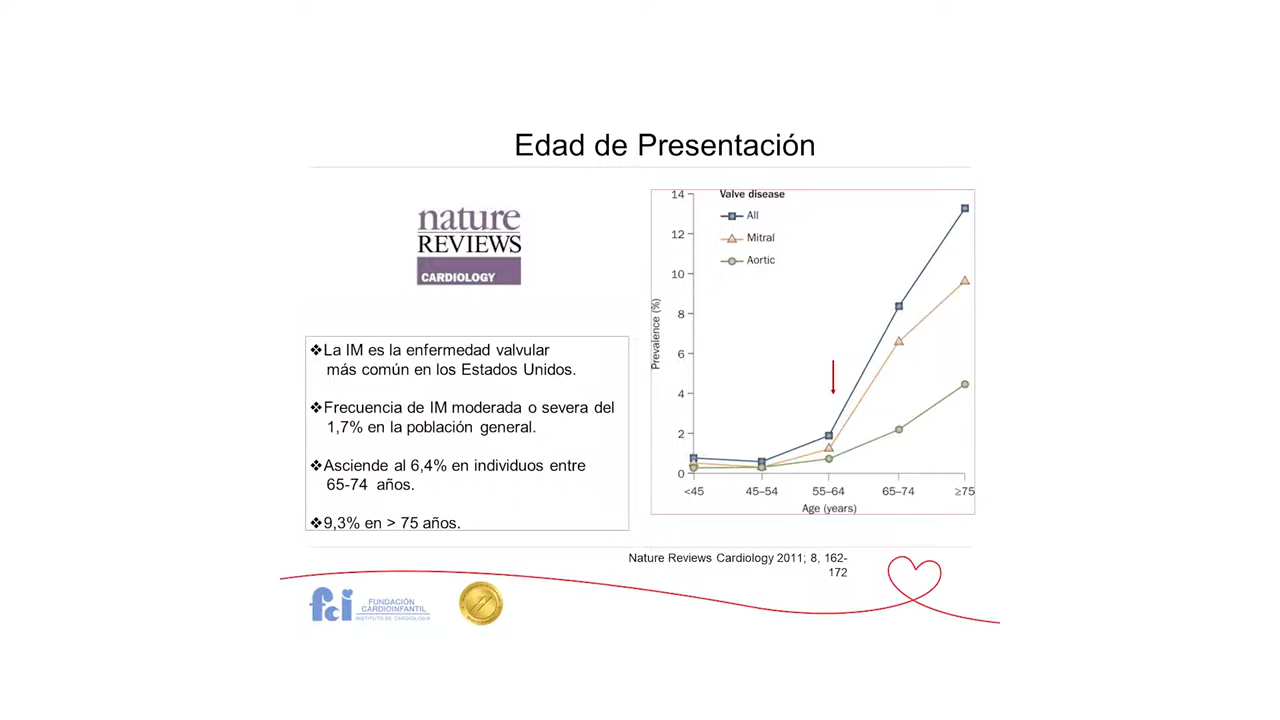 Edad de Presentación
nature
REVIEWS
CARDIOLOGY
❖La IM es la enfermedad valvular
más común en los Estados Unidos.
❖Frecuencia de IM moderada o severa del
1,7% en la población general.
❖Asciende al 6,4% en individuos entre
65-74 años.
❖9,3% en > 75 años.
Valve disease
All
Mitral
Aortic
Prevalence (%)
14
12
10
8
6
4
2
0
<45 45–54 55–64 65–74 ≥75
Age (years)
Nature Reviews Cardiology 2011; 8, 162-
172
fci
FUNDACIÓN
CARDIOINFANTIL
INSTITUTO DE CARDIOLOGÍA